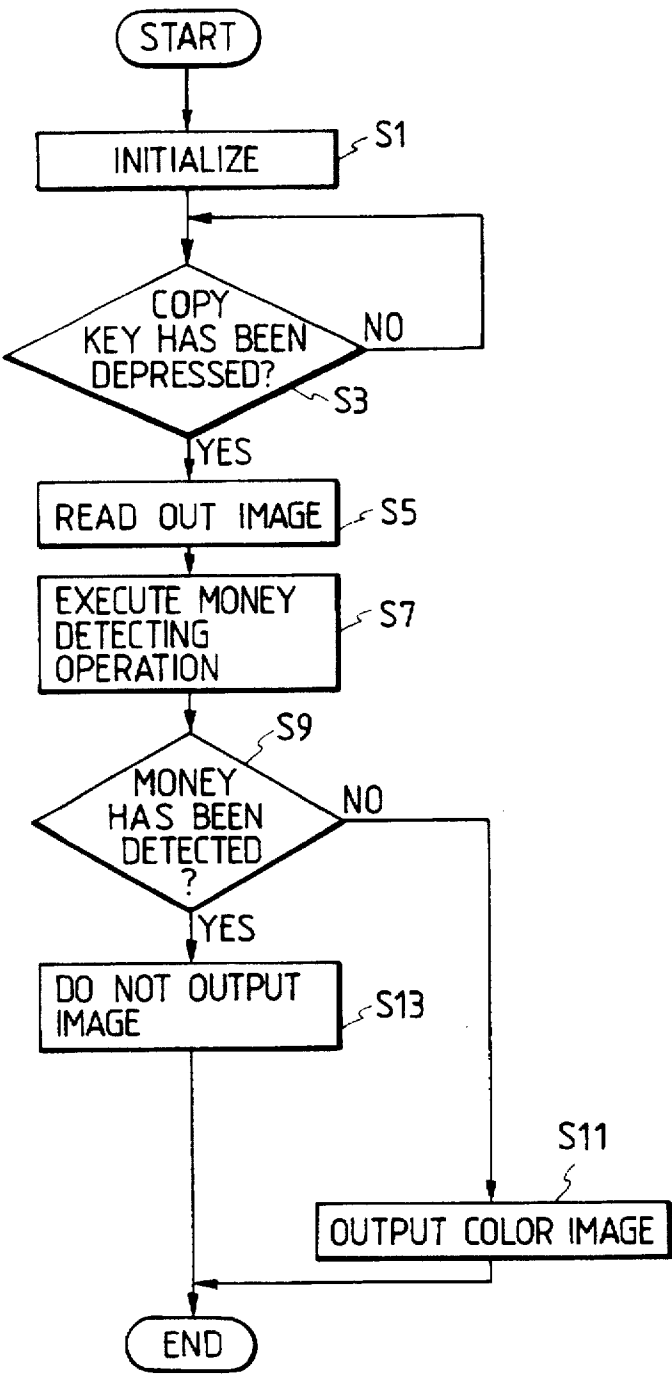 START
INITIALIZE
S1
COPY
KEY HAS BEEN
DEPRESSED?
NO
S3
YES
READ OUT IMAGE
S5
EXECUTE MONEY
DETECTING
OPERATION
S7
S9
MONEY
HAS BEEN
DETECTED
?
NO
YES
DO NOT OUTPUT
IMAGE
S13
S11
OUTPUT COLOR IMAGE
END